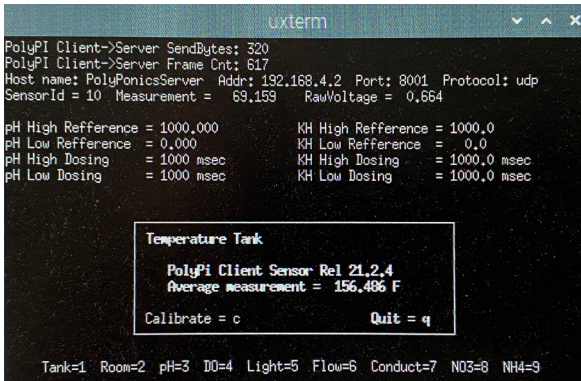 uxterm
PolyPI Client->Server SendBytes: 320
PolyPI Client->Server Frame Cnt: 617
Host name: PolyPonicsServer  Addr: 192.168.4.2  Port: 8001  Protocol: udp
SensorId = 10  Measurement =   69.159   RawVoltage =  0.664
pH High Refference = 1000.000   KH High Refference = 1000.0
pH Low Refference = 0.000   KH Low Refference =   0.0
pH High Dosing   = 1000 msec   KH High Dosing   = 1000.0 msec
pH Low Dosing   = 1000 msec   KH Low Dosing   = 1000.0 msec
Temperature Tank
PolyPi Client Sensor Rel 21.2.4
Average measurement =  156.486 F
Calibrate = c   Quit = q
Tank=1  Room=2  pH=3  DO=4  Light=5  Flow=6  Conduct=7  NO3=8  NH4=9